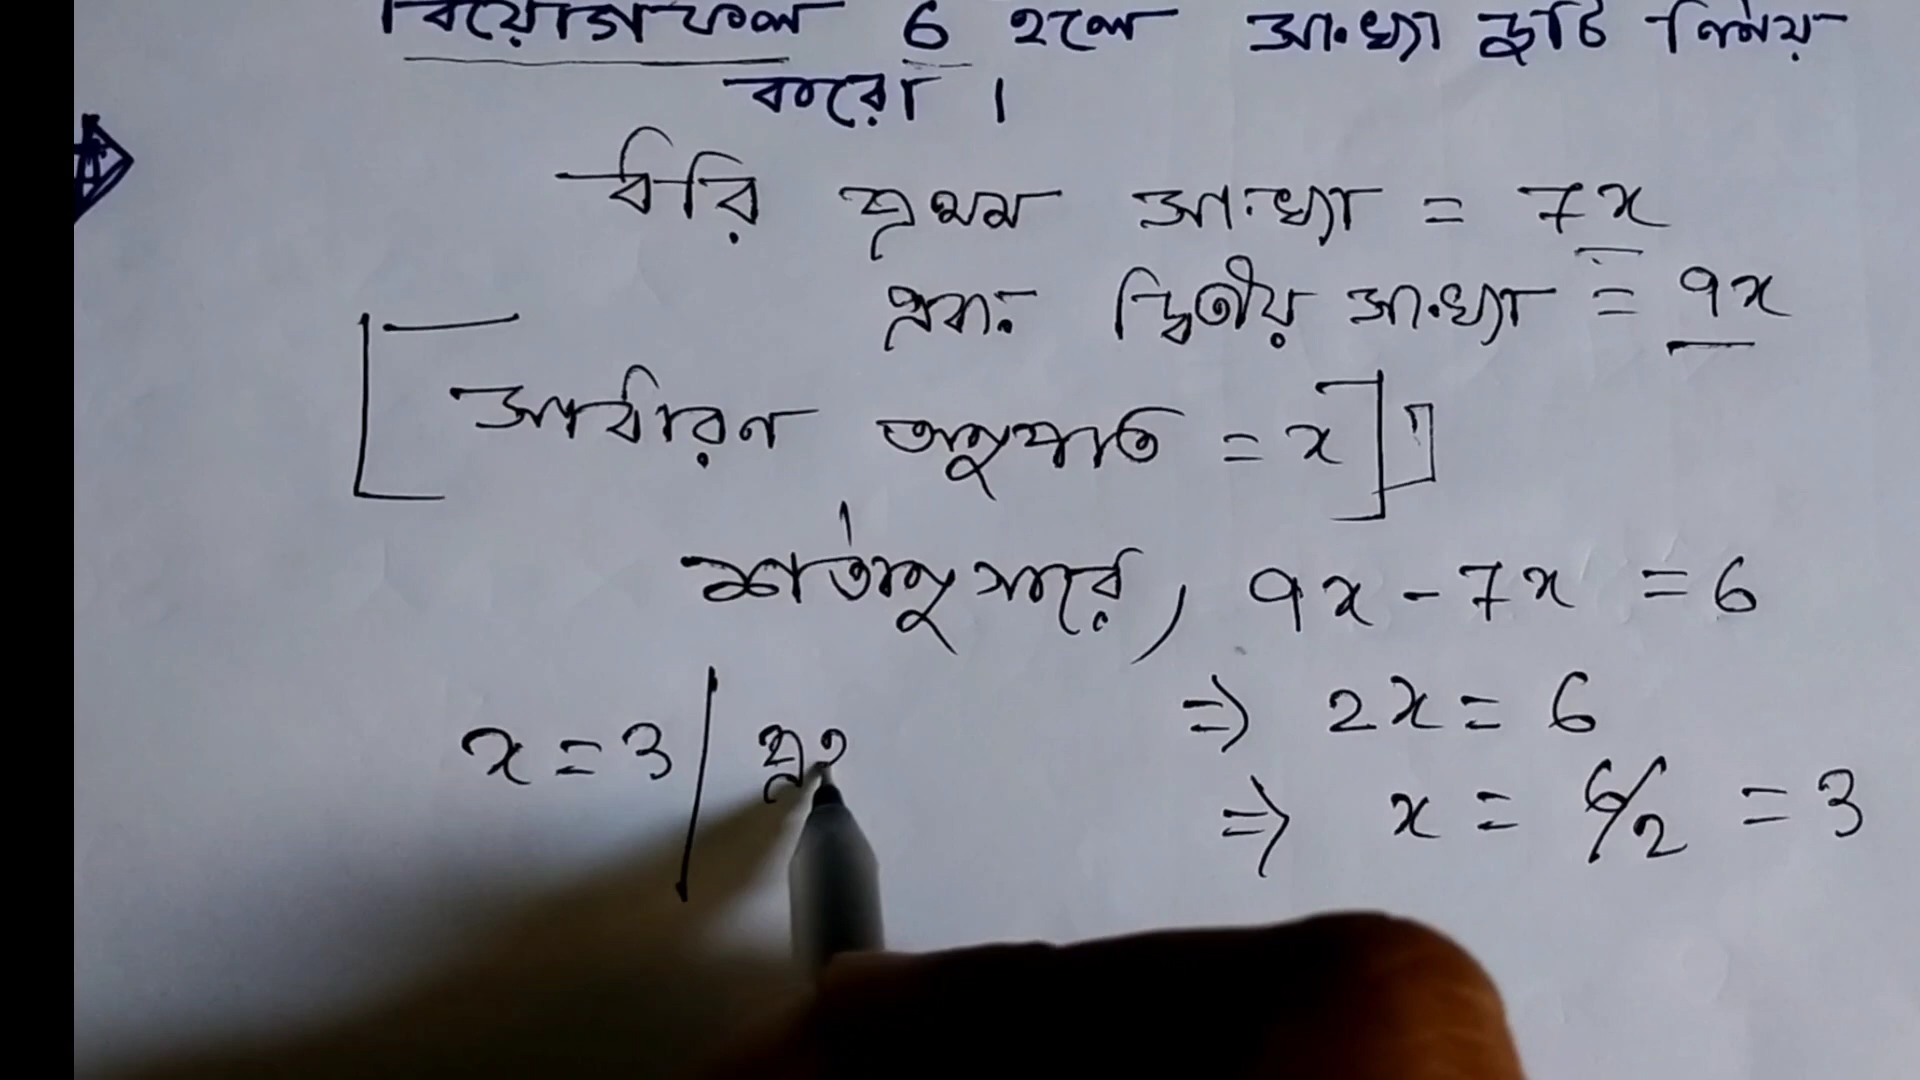 বিয়োগফল 6 হলে সংখ্যা দুটি নির্ণয়
করো ।
ধরি প্রথম সংখ্যা = 7x
এবং দ্বিতীয় সংখ্যা = 9x
[ সাধারণ অনুপাত = x ]
শর্তানুসারে, 9x - 7x = 6
⇒ 2x = 6
⇒ x = 6/2 = 3
x = 3